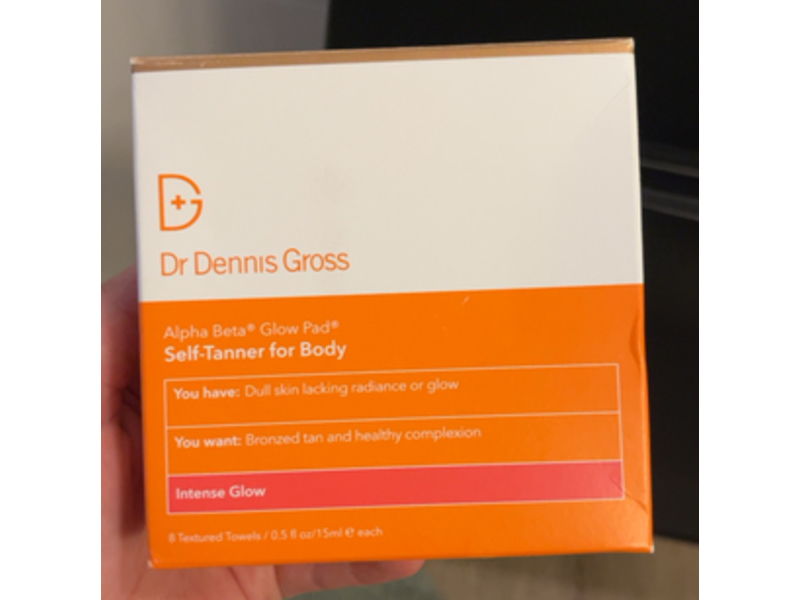 Dr Dennis Gross
Alpha Beta® Glow Pad®
Self-Tanner for Body
You have: Dull skin lacking radiance or glow
You want: Bronzed tan and healthy complexion
Intense Glow
8 Textured Towels / 0.5 fl oz/15ml ℮ each